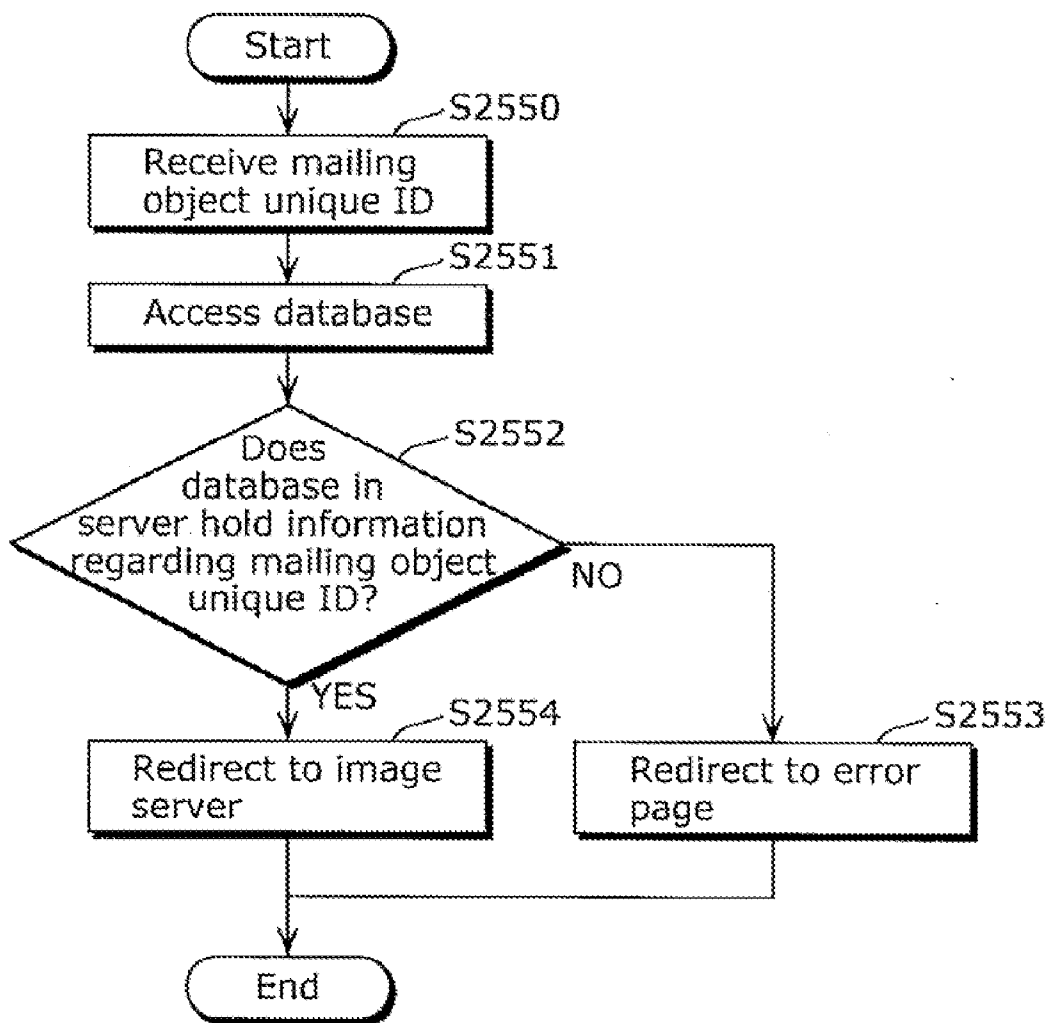 Start
S2550
Receive mailing
object unique ID
S2551
Access database
S2552
Does
database in
server hold information
regarding mailing object
unique ID?
NO
YES
S2554
Redirect to image
server
S2553
Redirect to error
page
End